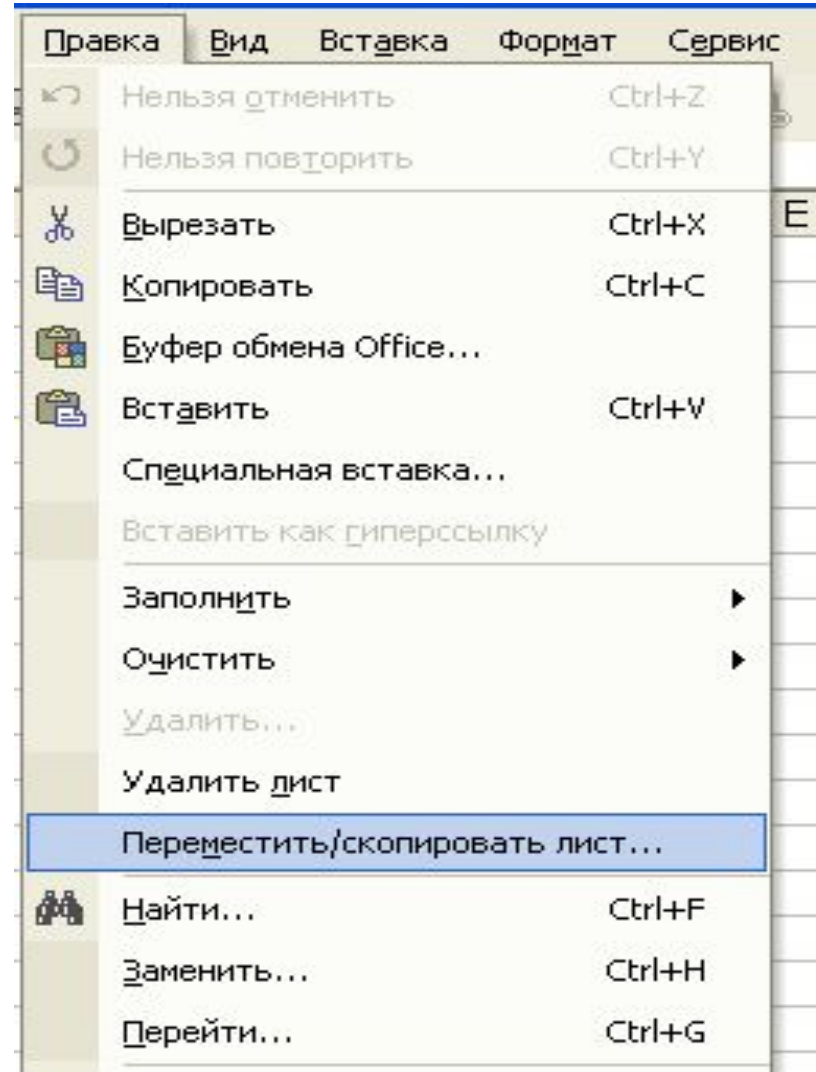 Правка Вид Вставка Формат Сервис
Нельзя отменить Ctrl+Z
Нельзя повторить Ctrl+Y
E
Вырезать Ctrl+X
Копировать Ctrl+C
Буфер обмена Office...
Вставить Ctrl+V
Специальная вставка...
Вставить как гиперссылку
Заполнить
Очистить
Удалить...
Удалить лист
Переместить/скопировать лист...
Найти... Ctrl+F
Заменить... Ctrl+H
Перейти... Ctrl+G